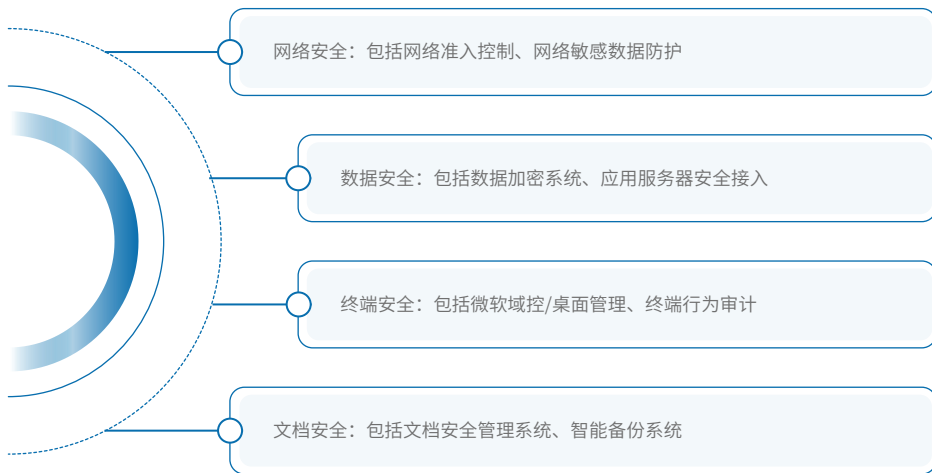 网络安全：包括网络准入控制、网络敏感数据防护
数据安全：包括数据加密系统、应用服务器安全接入
终端安全：包括微软域控/桌面管理、终端行为审计
文档安全：包括文档安全管理系统、智能备份系统